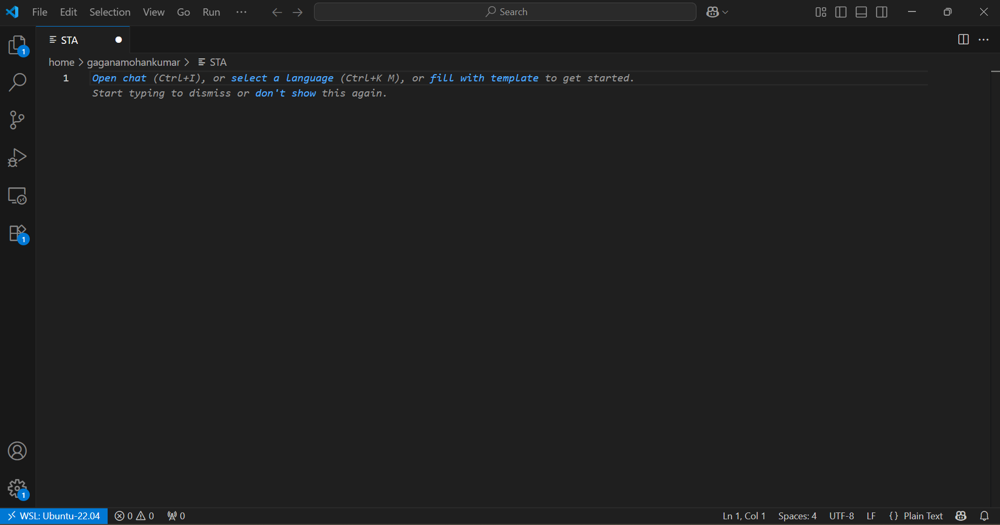 File Edit Selection View Go Run ··· Search
STA
1
home > gaganamohankumar > STA
1 Open chat (Ctrl+I), or select a language (Ctrl+K M), or fill with template to get started.
Start typing to dismiss or don't show this again.
1
1
WSL: Ubuntu-22.04 0 0 0 Ln 1, Col 1 Spaces: 4 UTF-8 LF {} Plain Text